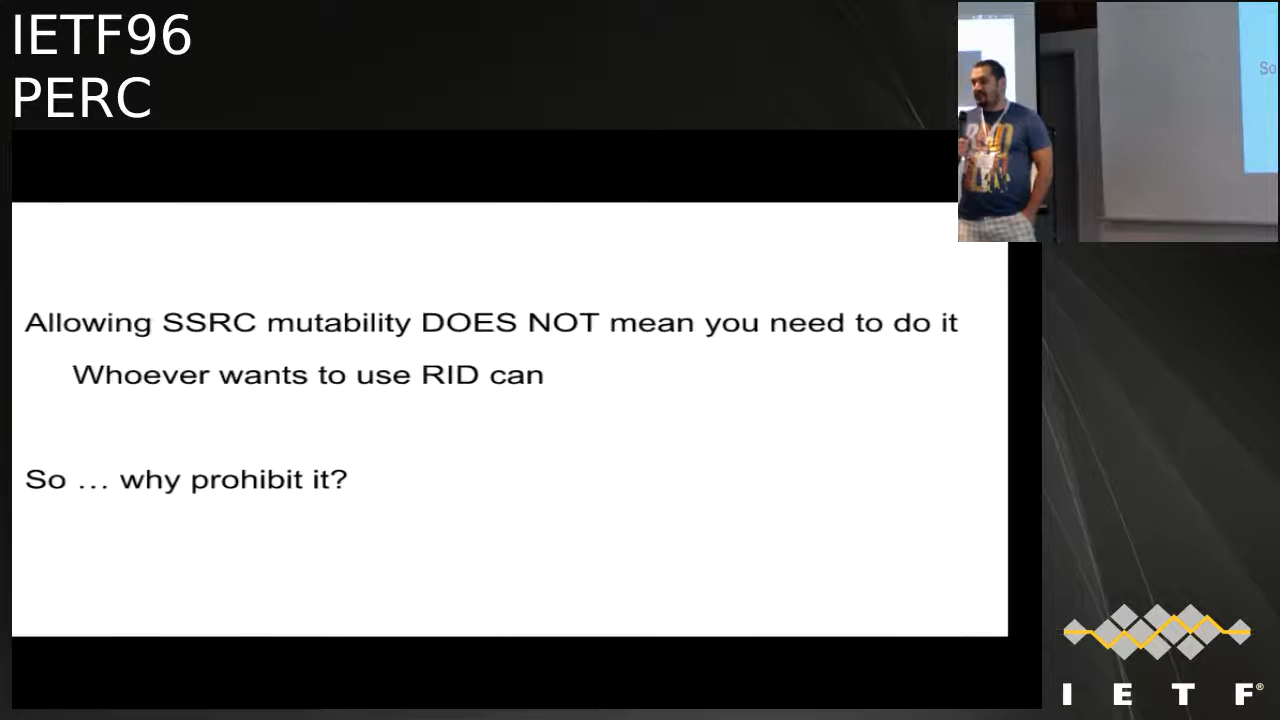 IETF96
PERC
So
Allowing SSRC mutability DOES NOT mean you need to do it
Whoever wants to use RID can
So … why prohibit it?
I E T F®